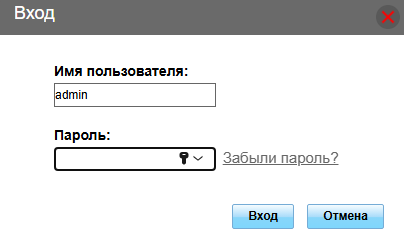 Вход
Имя пользователя:
admin
Пароль:
Забыли пароль?
Вход Отмена